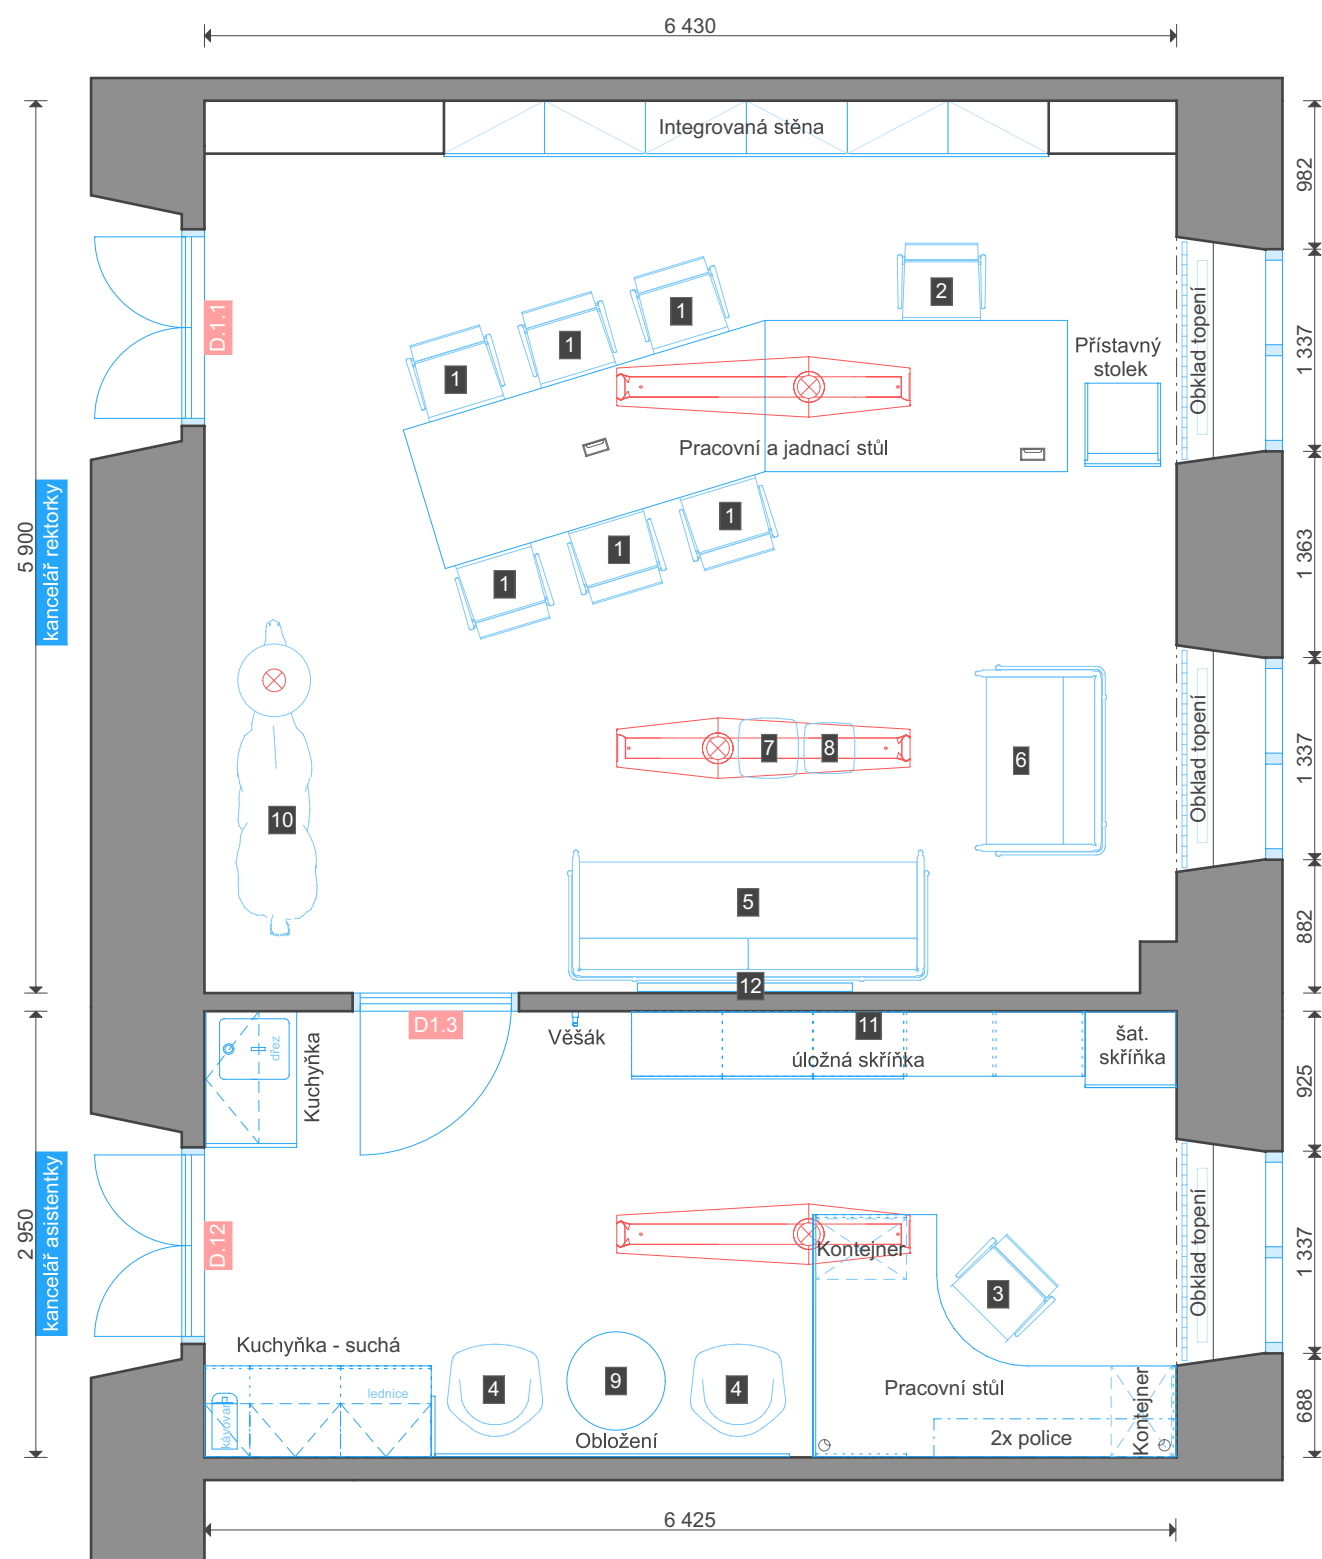 6 430
Integrovaná stěna
982
D.1.1
1
1
1
2
Obklad topení
1 337
Přístavný
stolek
Pracovní a jadnací stůl
5 900
kancelář rektorky
1
1
1
1 363
10
7
8
6
Obklad topení
1 337
5
12
882
D1.3
Věšák
11
úložná skříňka
šat.
skříňka
dřez
Kuchyňka
925
2 950
kancelář asistentky
D.12
Kontejner
3
Obklad topení
1 337
Kuchyňka - suchá
lednice
kávovar
4
9
4
Obložení
Pracovní stůl
2x police
Kontejner
688
6 425